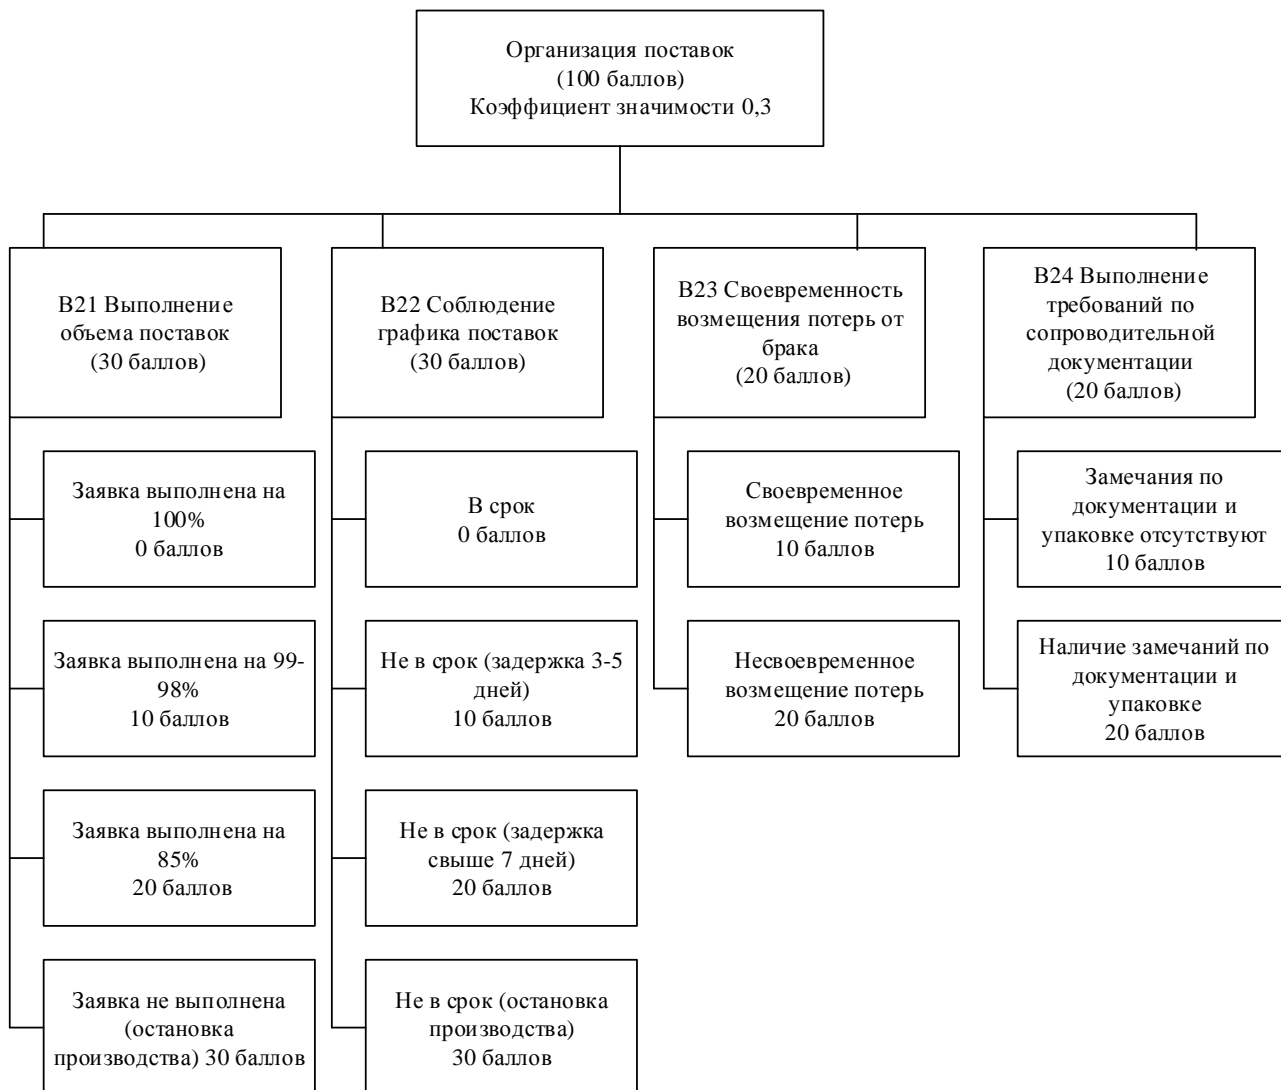 Организация поставок
(100 баллов)
Коэффициент значимости 0,3
В21 Выполнение
объема поставок
(30 баллов)
Заявка выполнена на
100%
0 баллов
Заявка выполнена на 99-
98%
10 баллов
Заявка выполнена на
85%
20 баллов
Заявка не выполнена
(остановка
производства) 30 баллов
В22 Соблюдение
графика поставок
(30 баллов)
В срок
0 баллов
Не в срок (задержка 3-5
дней)
10 баллов
Не в срок (задержка
свыше 7 дней)
20 баллов
Не в срок (остановка
производства)
30 баллов
В23 Своевременность
возмещения потерь от
брака
(20 баллов)
Своевременное
возмещение потерь
10 баллов
Несвоевременное
возмещение потерь
20 баллов
В24 Выполнение
требований по
сопроводительной
документации
(20 баллов)
Замечания по
документации и
упаковке отсутствуют
10 баллов
Наличие замечаний по
документации и
упаковке
20 баллов